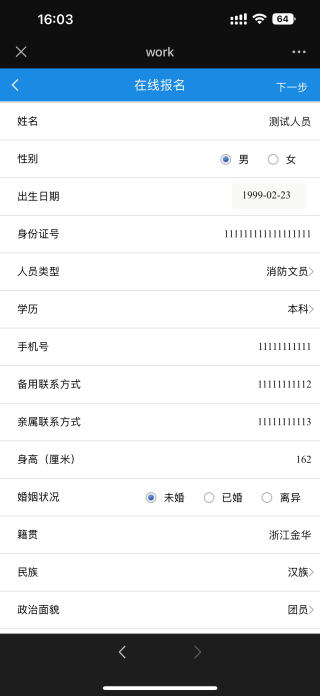 16:03
64
work
在线报名
下一步
姓名 测试人员
性别 男 女
出生日期 1999-02-23
身份证号 111111111111111111
人员类型 消防文员
学历 本科
手机号 11111111111
备用联系方式 11111111112
亲属联系方式 11111111113
身高（厘米） 162
婚姻状况 未婚 已婚 离异
籍贯 浙江金华
民族 汉族
政治面貌 团员